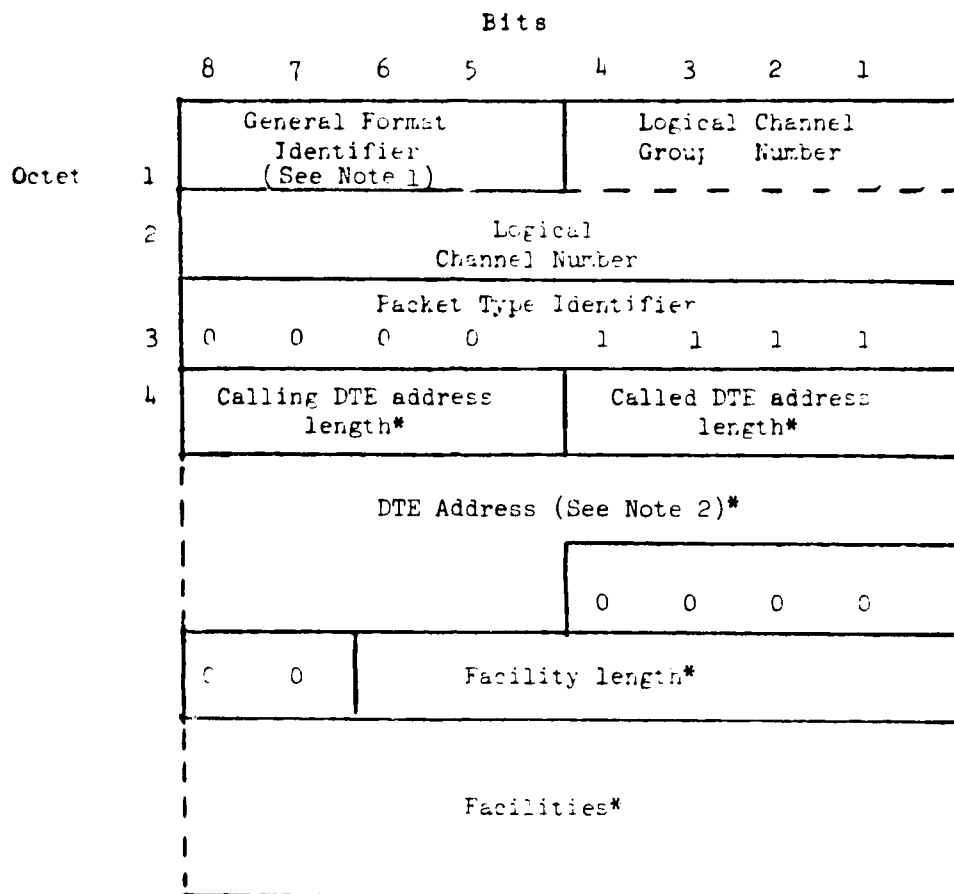 Bits
8 7 6 5 4 3 2 1
General Format Logical Channel
Identifier Group Number
Octet 1 (See Note 1)
2 Logical
Channel Number
Packet Type Identifier
3 0 0 0 0 1 1 1 1
4 Calling DTE address Called DTE address
length* length*
DTE Address (See Note 2)*
0 0 0 0
0 0 Facility length*
Facilities*